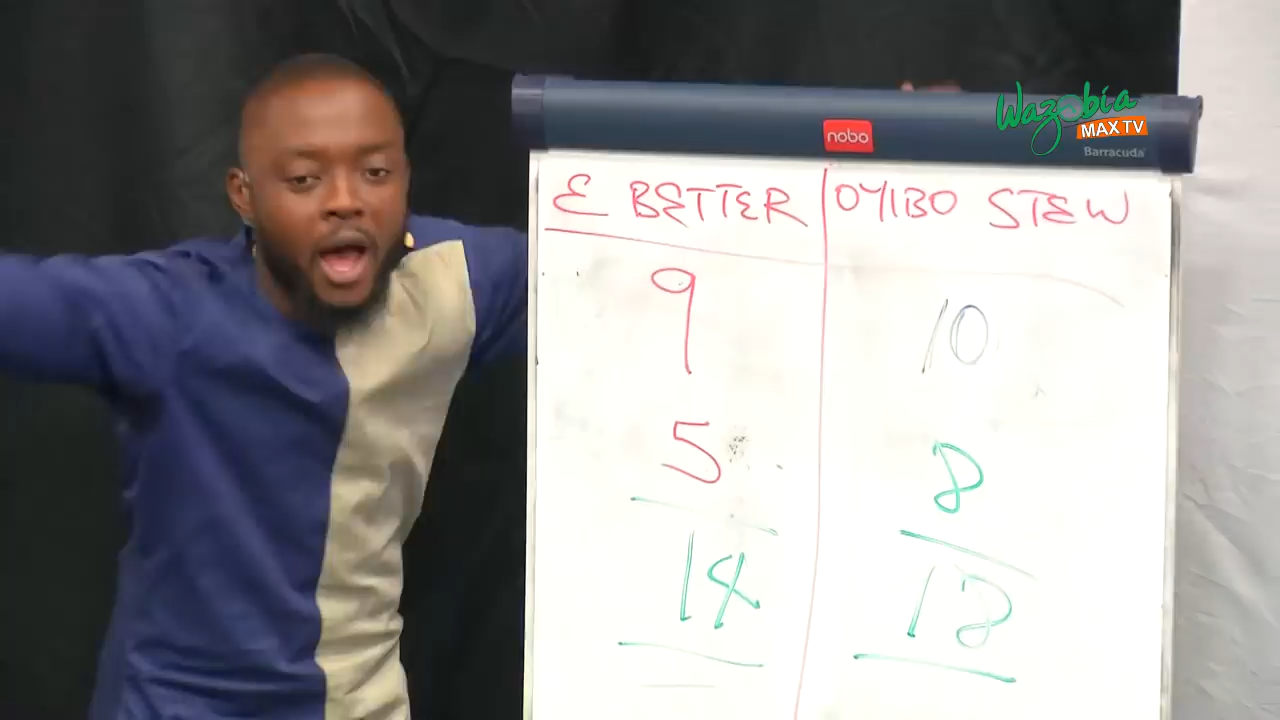 Wazobia
MAX TV
nobo
Barracuda
E BETTER OYIBO STEW
9 10
5 8
14 18